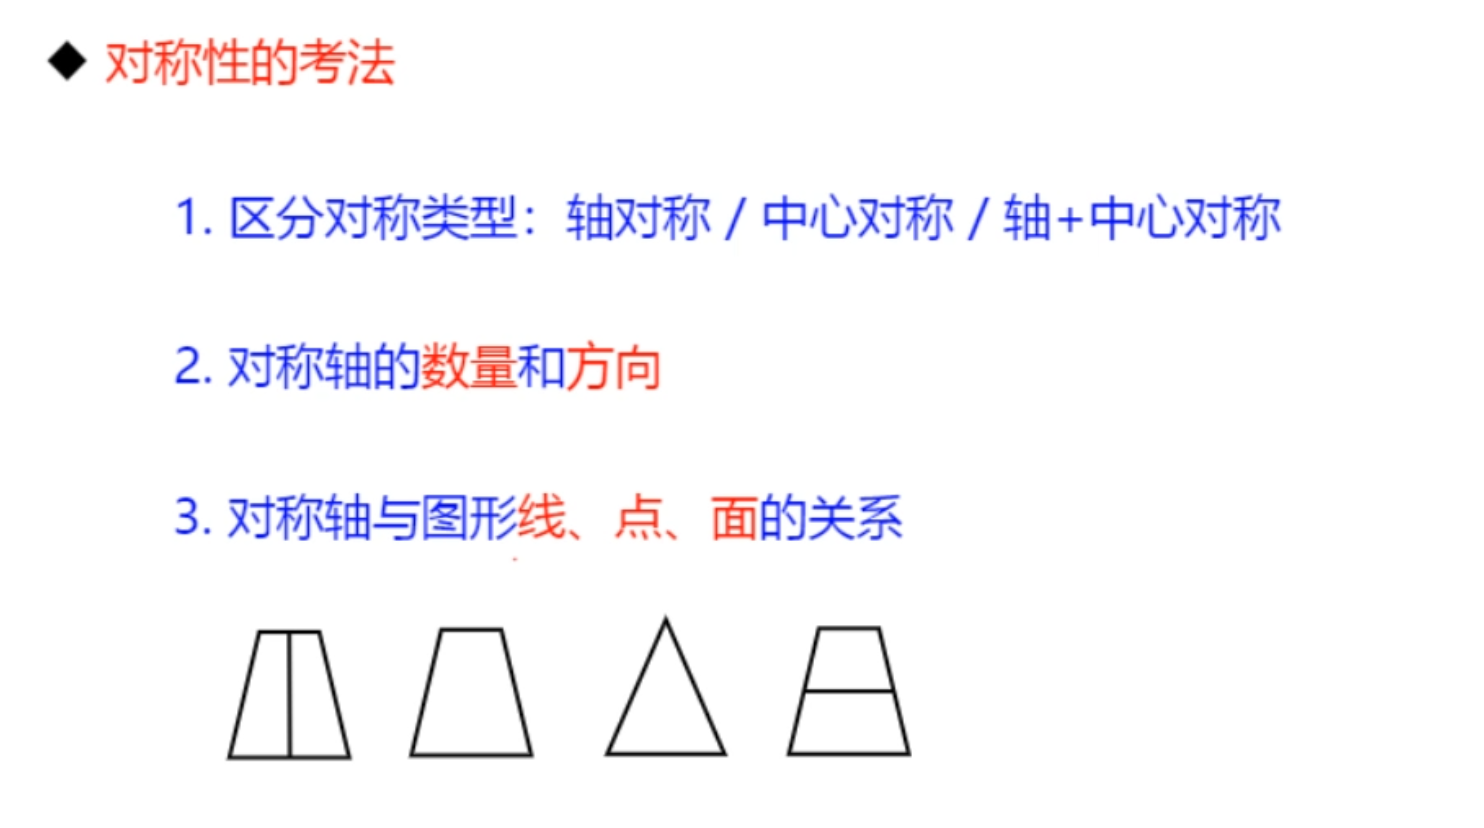 ◆ 对称性的考法
1. 区分对称类型：轴对称 / 中心对称 / 轴+中心对称
2. 对称轴的数量和方向
3. 对称轴与图形线、点、面的关系